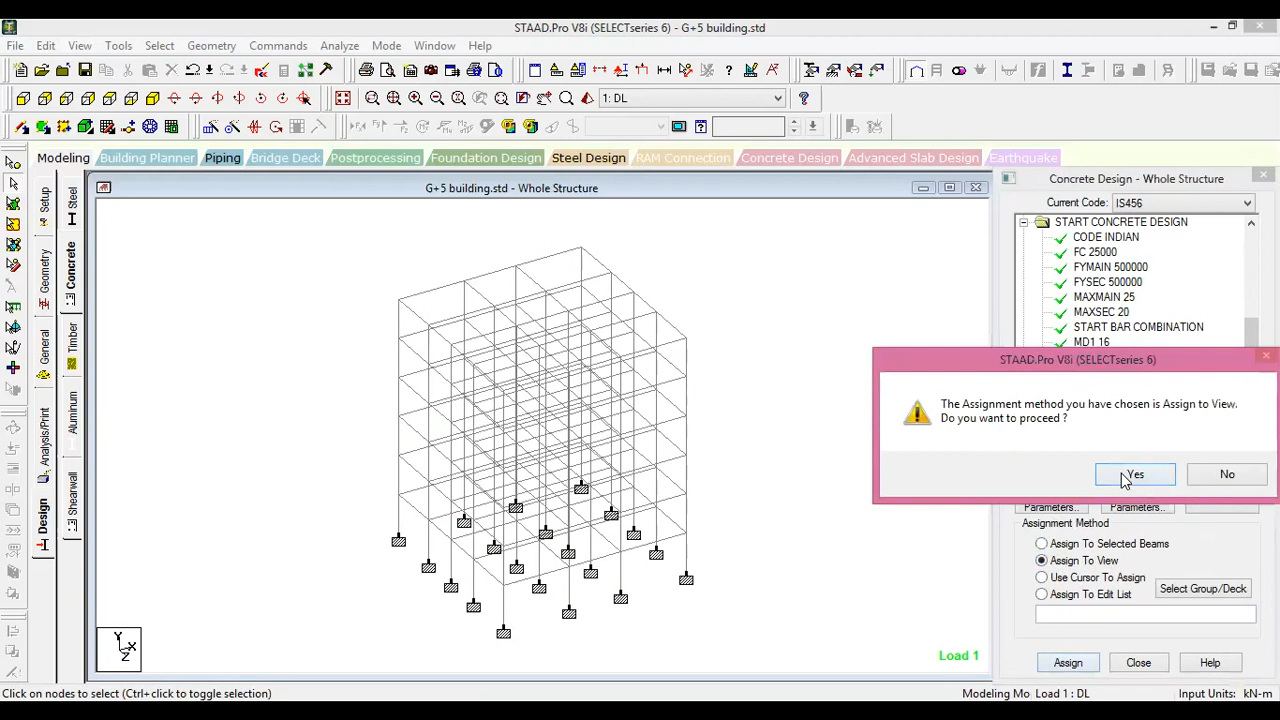 STAAD.Pro V8i (SELECTseries 6) - G+5 building.std
File Edit View Tools Select Geometry Commands Analyze Mode Window Help
1: DL
Modeling Building Planner Piping Bridge Deck Postprocessing Foundation Design Steel Design RAM Connection Concrete Design Advanced Slab Design Earthquake
G+5 building.std - Whole Structure
Setup
Geometry
General
Analysis/Print
Design
Steel
Concrete
Timber
Aluminum
Shearwall
Y
X
Z
Load 1
Concrete Design - Whole Structure
Current Code: IS456
START CONCRETE DESIGN
CODE INDIAN
FC 25000
FYMAIN 500000
FYSEC 500000
MAXMAIN 25
MAXSEC 20
START BAR COMBINATION
MD1 16
STAAD.Pro V8i (SELECTseries 6)
The Assignment method you have chosen is Assign to View.
Do you want to proceed ?
Yes No
Parameters.. Parameters..
Assignment Method
Assign To Selected Beams
Assign To View
Use Cursor To Assign
Assign To Edit List
Select Group/Deck
Assign Close Help
Click on nodes to select (Ctrl+click to toggle selection) Modeling Mo Load 1 : DL Input Units: kN-m